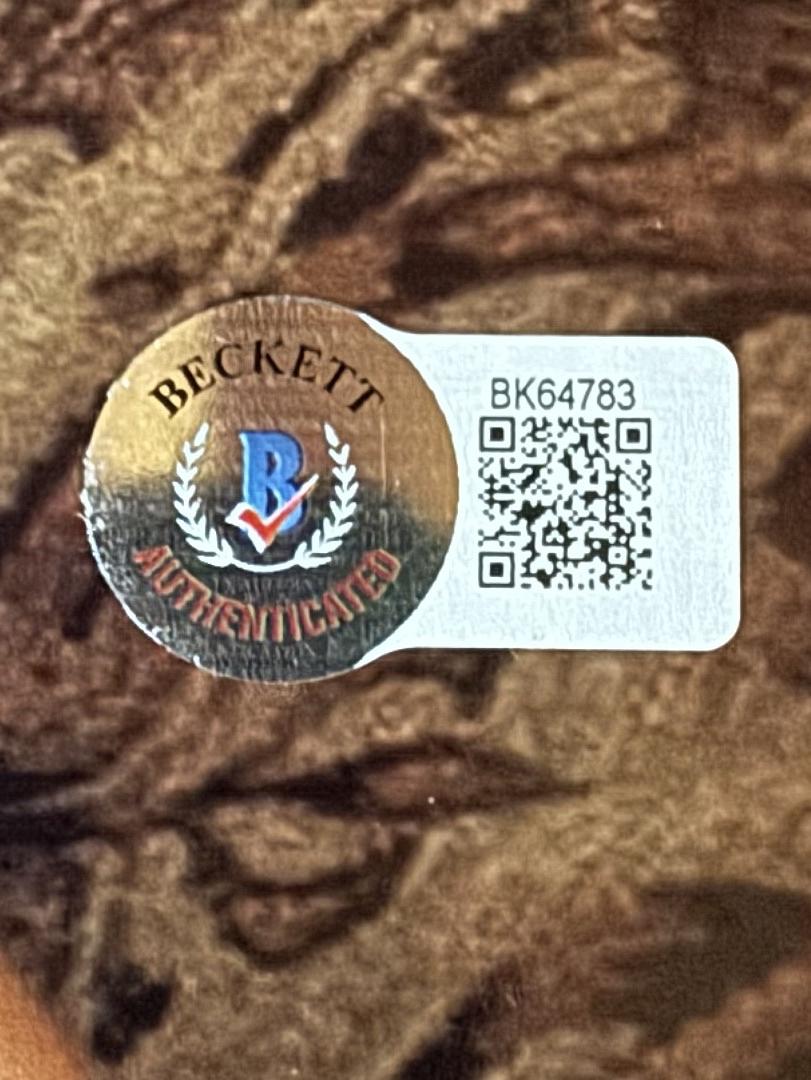 BECKETT
B
AUTHENTICATED
BK64783